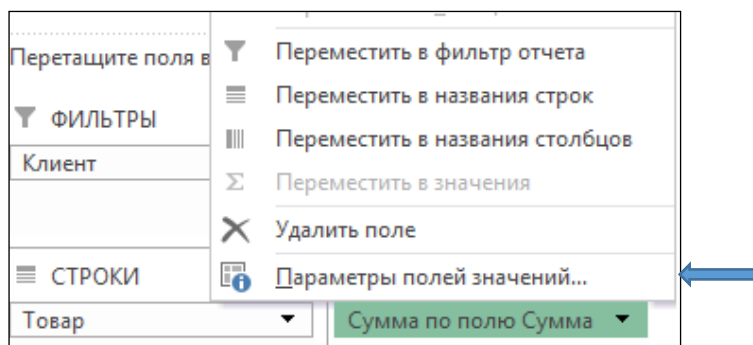 Перетащите поля в
ФИЛЬТРЫ
Клиент
СТРОКИ
Товар
Переместить в фильтр отчета
Переместить в названия строк
Переместить в названия столбцов
Σ Переместить в значения
Удалить поле
Параметры полей значений...
Сумма по полю Сумма